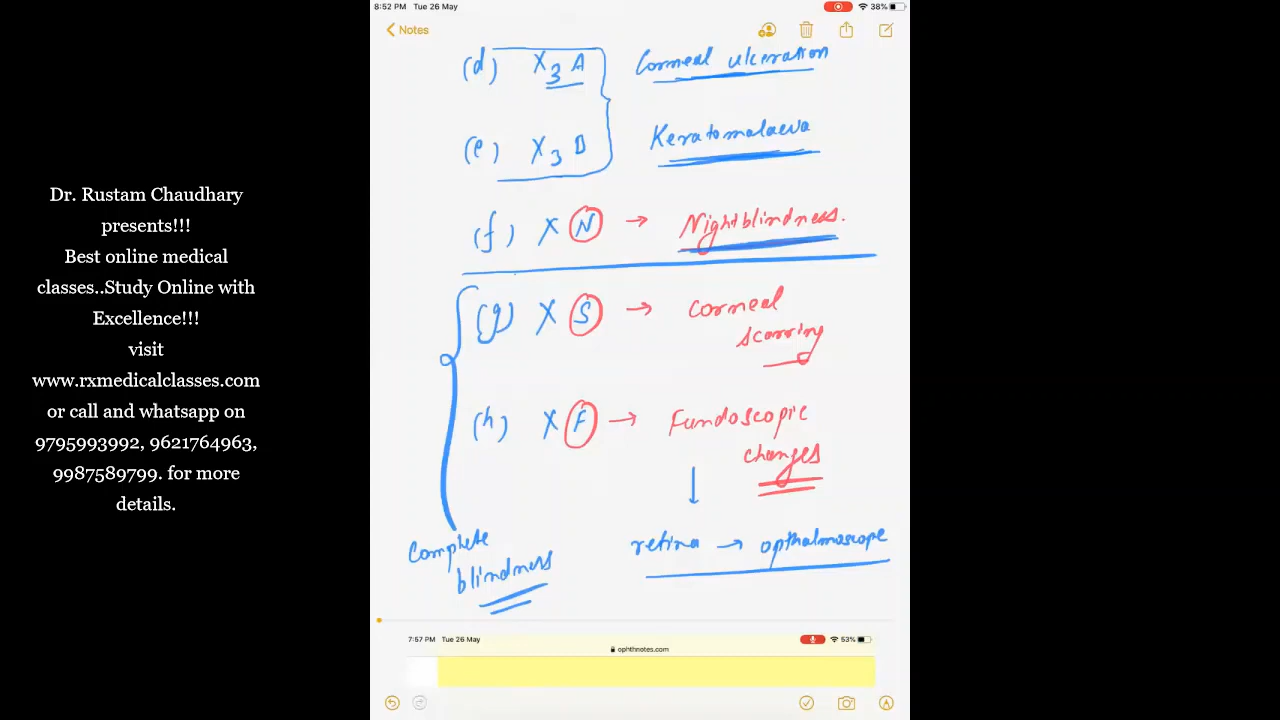 8:52 PM Tue 26 May
38%
Notes
(d) X3A Corneal ulceration
(e) X3B Keratomalacia
(f) XN → Nightblindness.
(g) XS → Corneal
scarring
(h) XF → Fundoscopic
changes
↓
retina → opthalmoscope
Complete
blindness
7:57 PM Tue 26 May
53%
ophthnotes.com
Dr. Rustam Chaudhary
presents!!!
Best online medical
classes..Study Online with
Excellence!!!
visit
www.rxmedicalclasses.com
or call and whatsapp on
9795993992, 9621764963,
9987589799. for more
details.